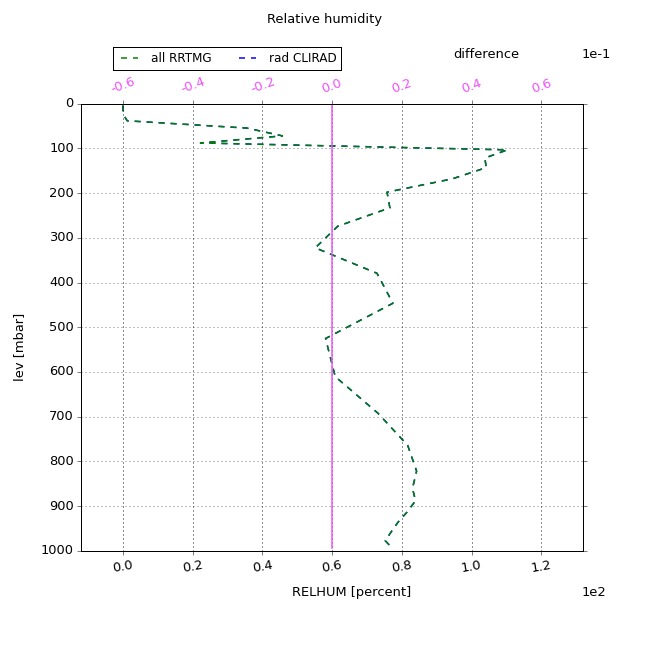 Relative humidity
all RRTMG rad CLIRAD difference 1e-1
-0.6 -0.4 -0.2 0.0 0.2 0.4 0.6
0
100
200
300
400
500
600
700
800
900
1000
lev [mbar]
0.0 0.2 0.4 0.6 0.8 1.0 1.2
RELHUM [percent] 1e2